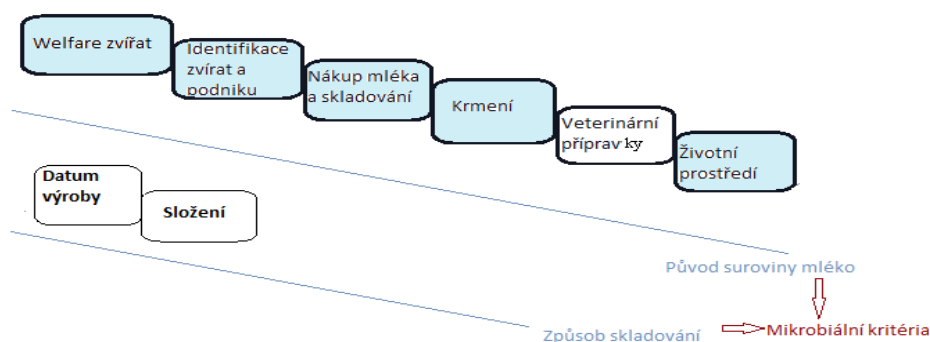 Welfare zvířat
Identifikace
zvírat a
podniku
Nákup mléka
a skladování
Krmení
Veterinární
příprav ky
Životní
prostředí
Datum
výroby
Složení
Původ suroviny mléko
Způsob skladování
Mikrobiální kritéria